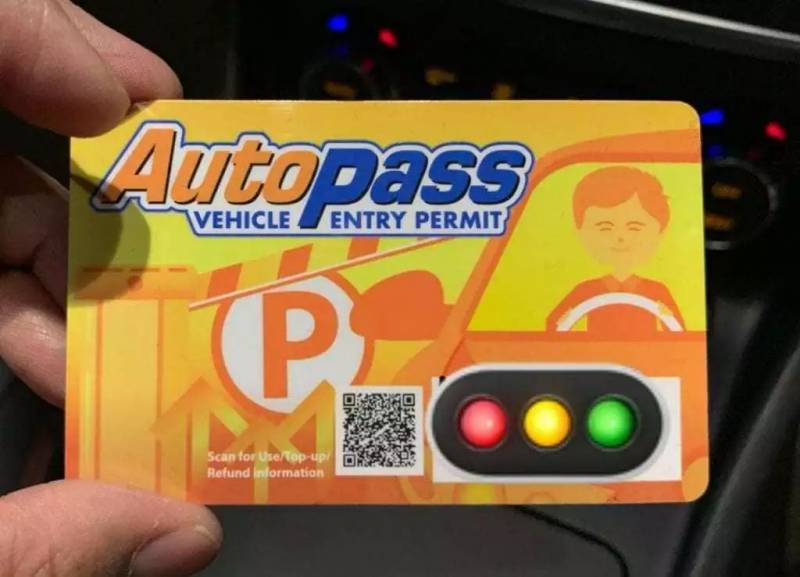 Autopass
VEHICLE ENTRY PERMIT
P
Scan for Use/Top-up/
Refund information